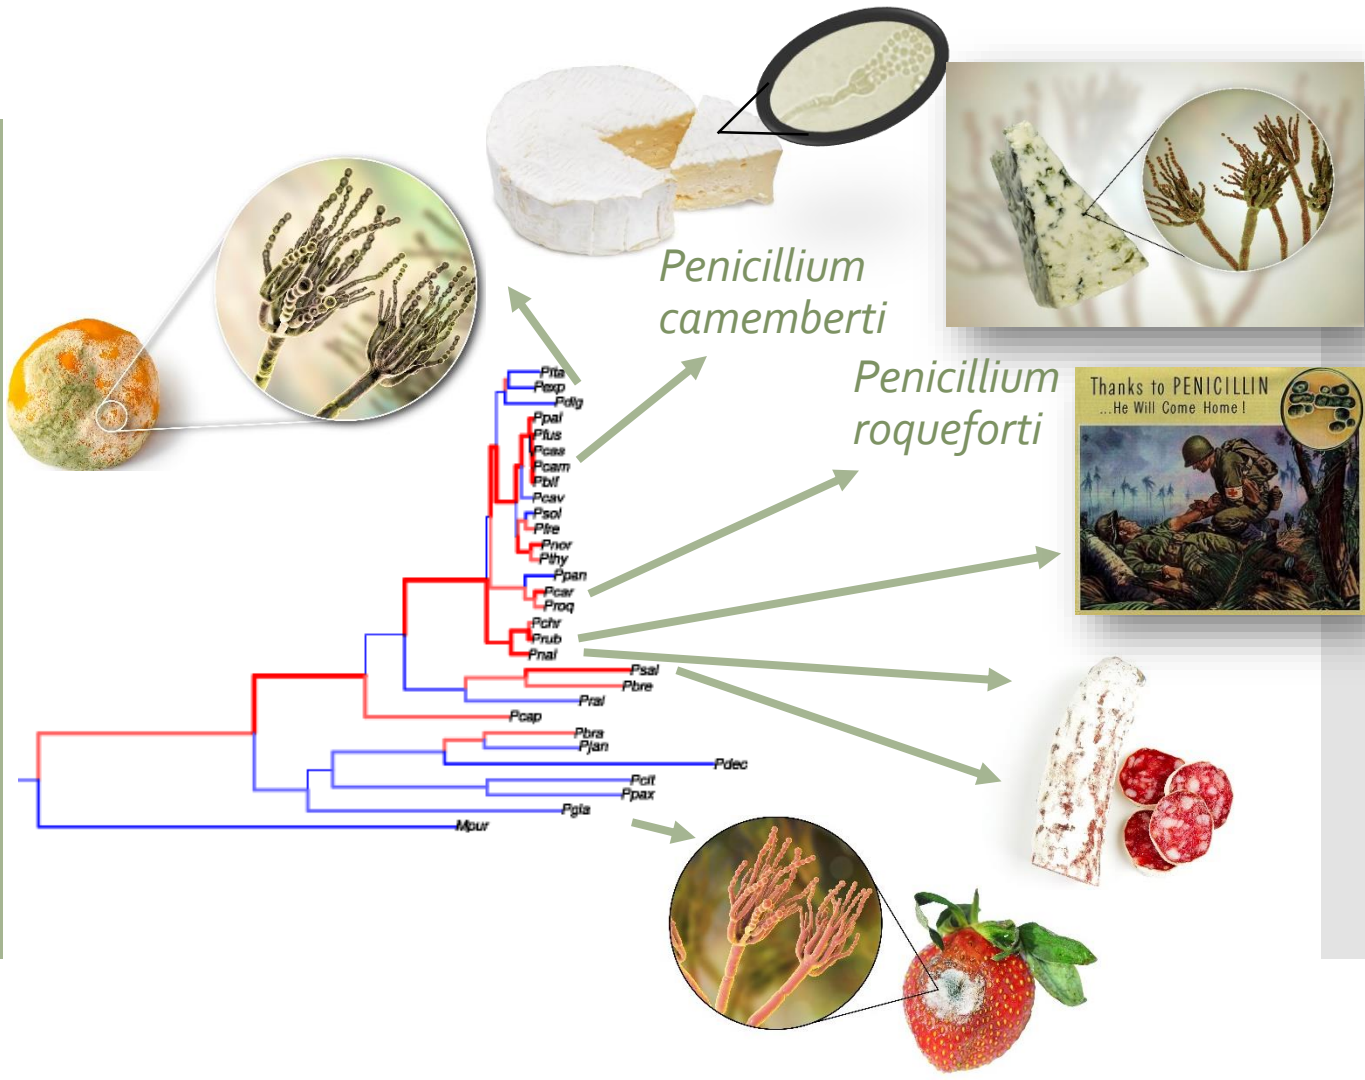 Penicillium
camemberti
Penicillium
roqueforti
Thanks to PENICILLIN
...He Will Come Home!
Pita
Pexp
Pdig
Ppal
Pfus
Pcas
Pcam
Pbif
Pcav
Psol
Pfre
Pnor
Pthy
Ppan
Pcar
Proq
Pchr
Prub
Pnal
Psal
Pbre
Pral
Pcap
Pbra
Pjan
Pdec
Pcit
Ppax
Pgla
Mpur